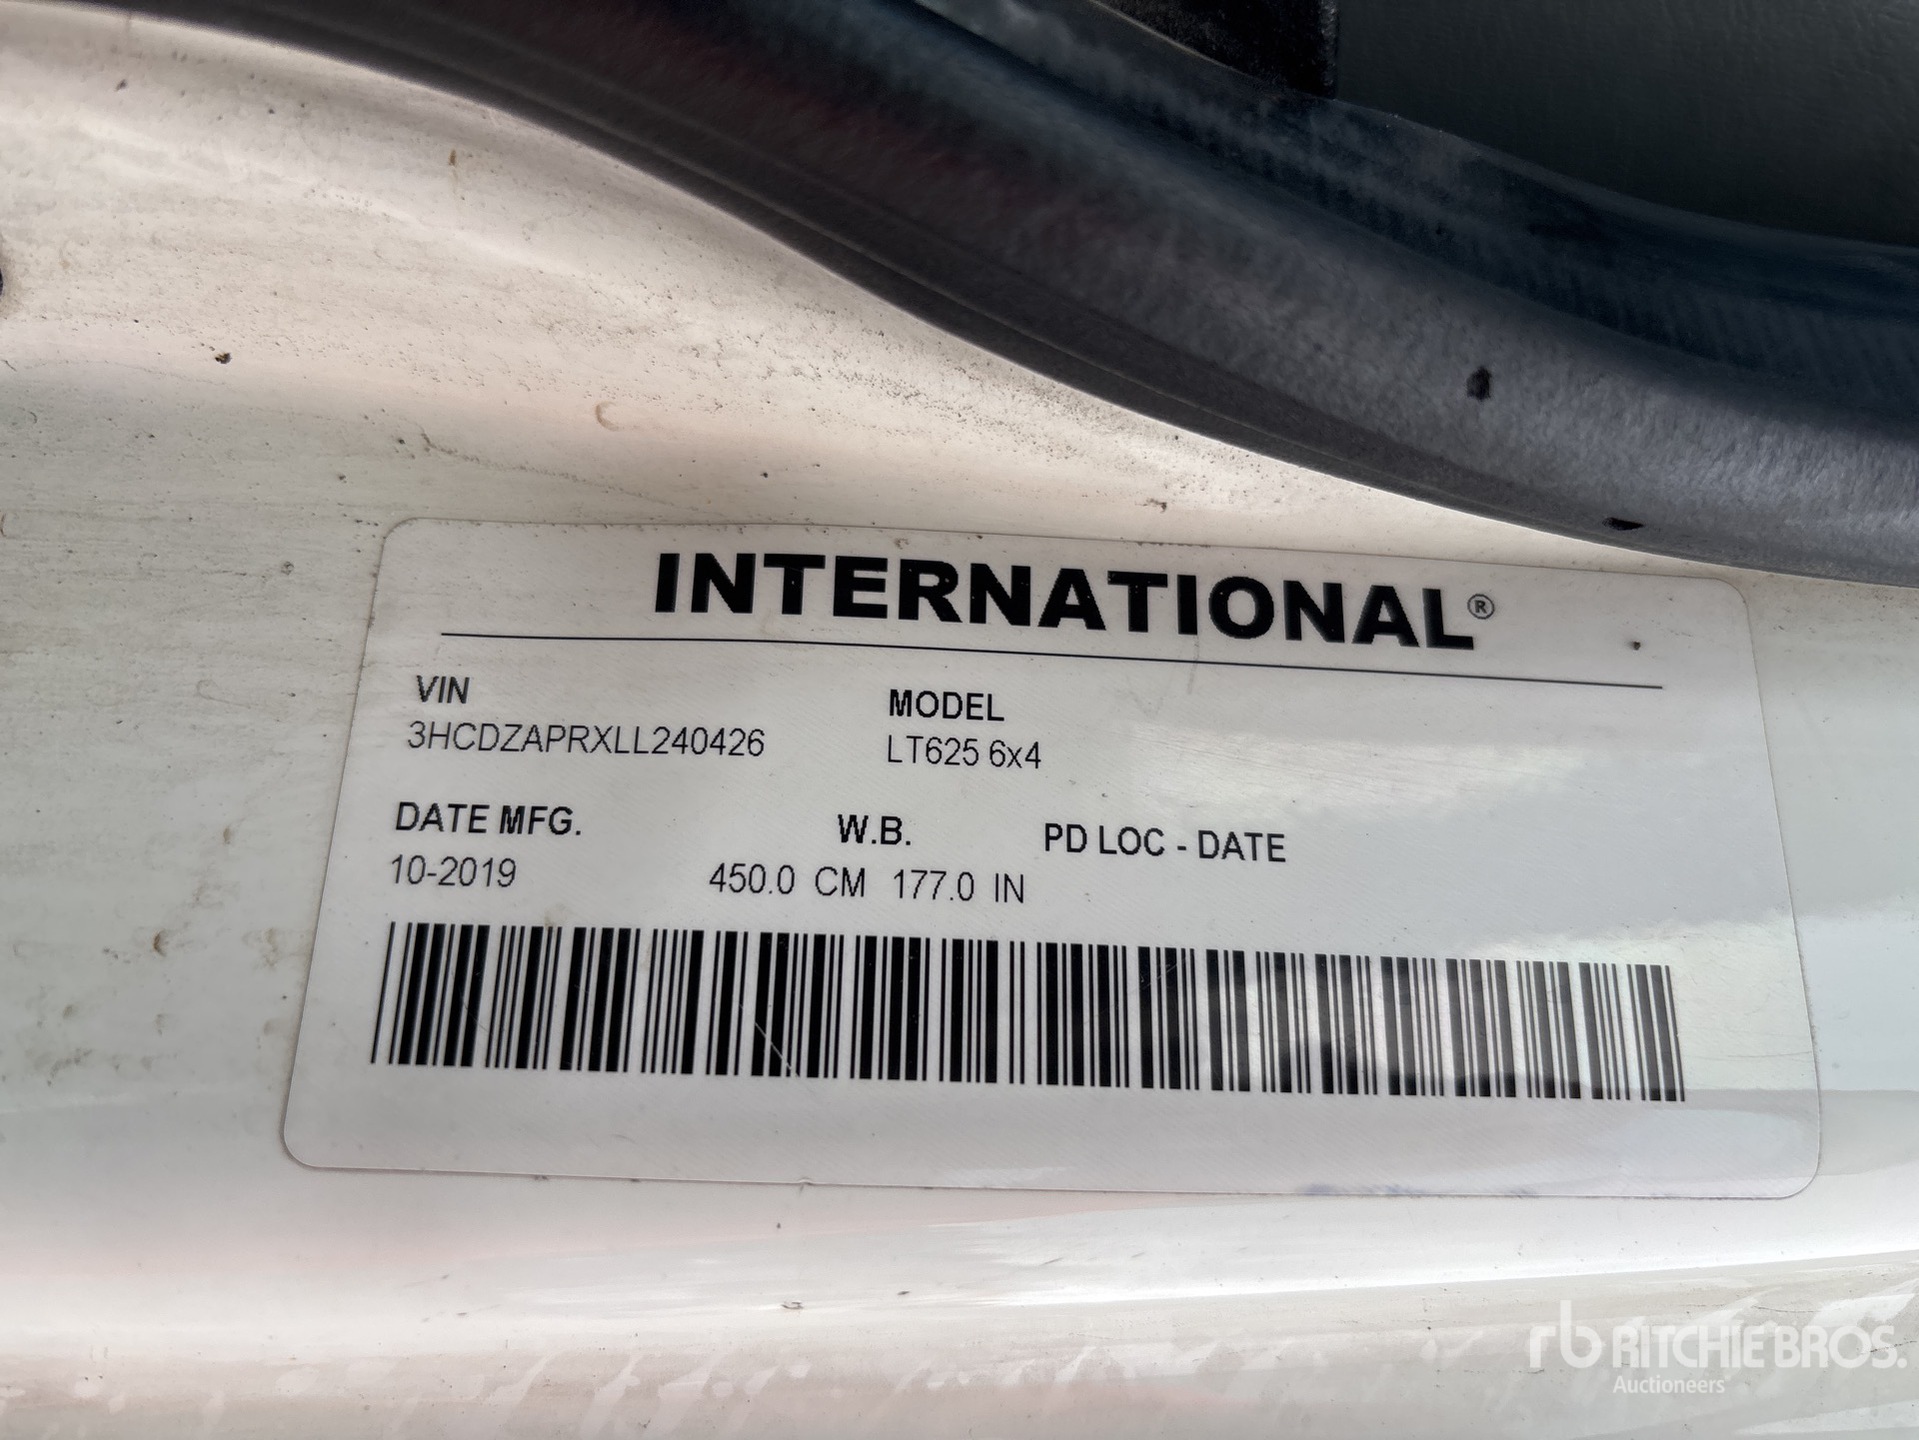 INTERNATIONAL®
VIN
3HCDZAPRXLL240426
MODEL
LT625 6x4
DATE MFG.
10-2019
W.B.
450.0 CM 177.0 IN
PD LOC - DATE
rb RITCHIE BROS.
Auctioneers